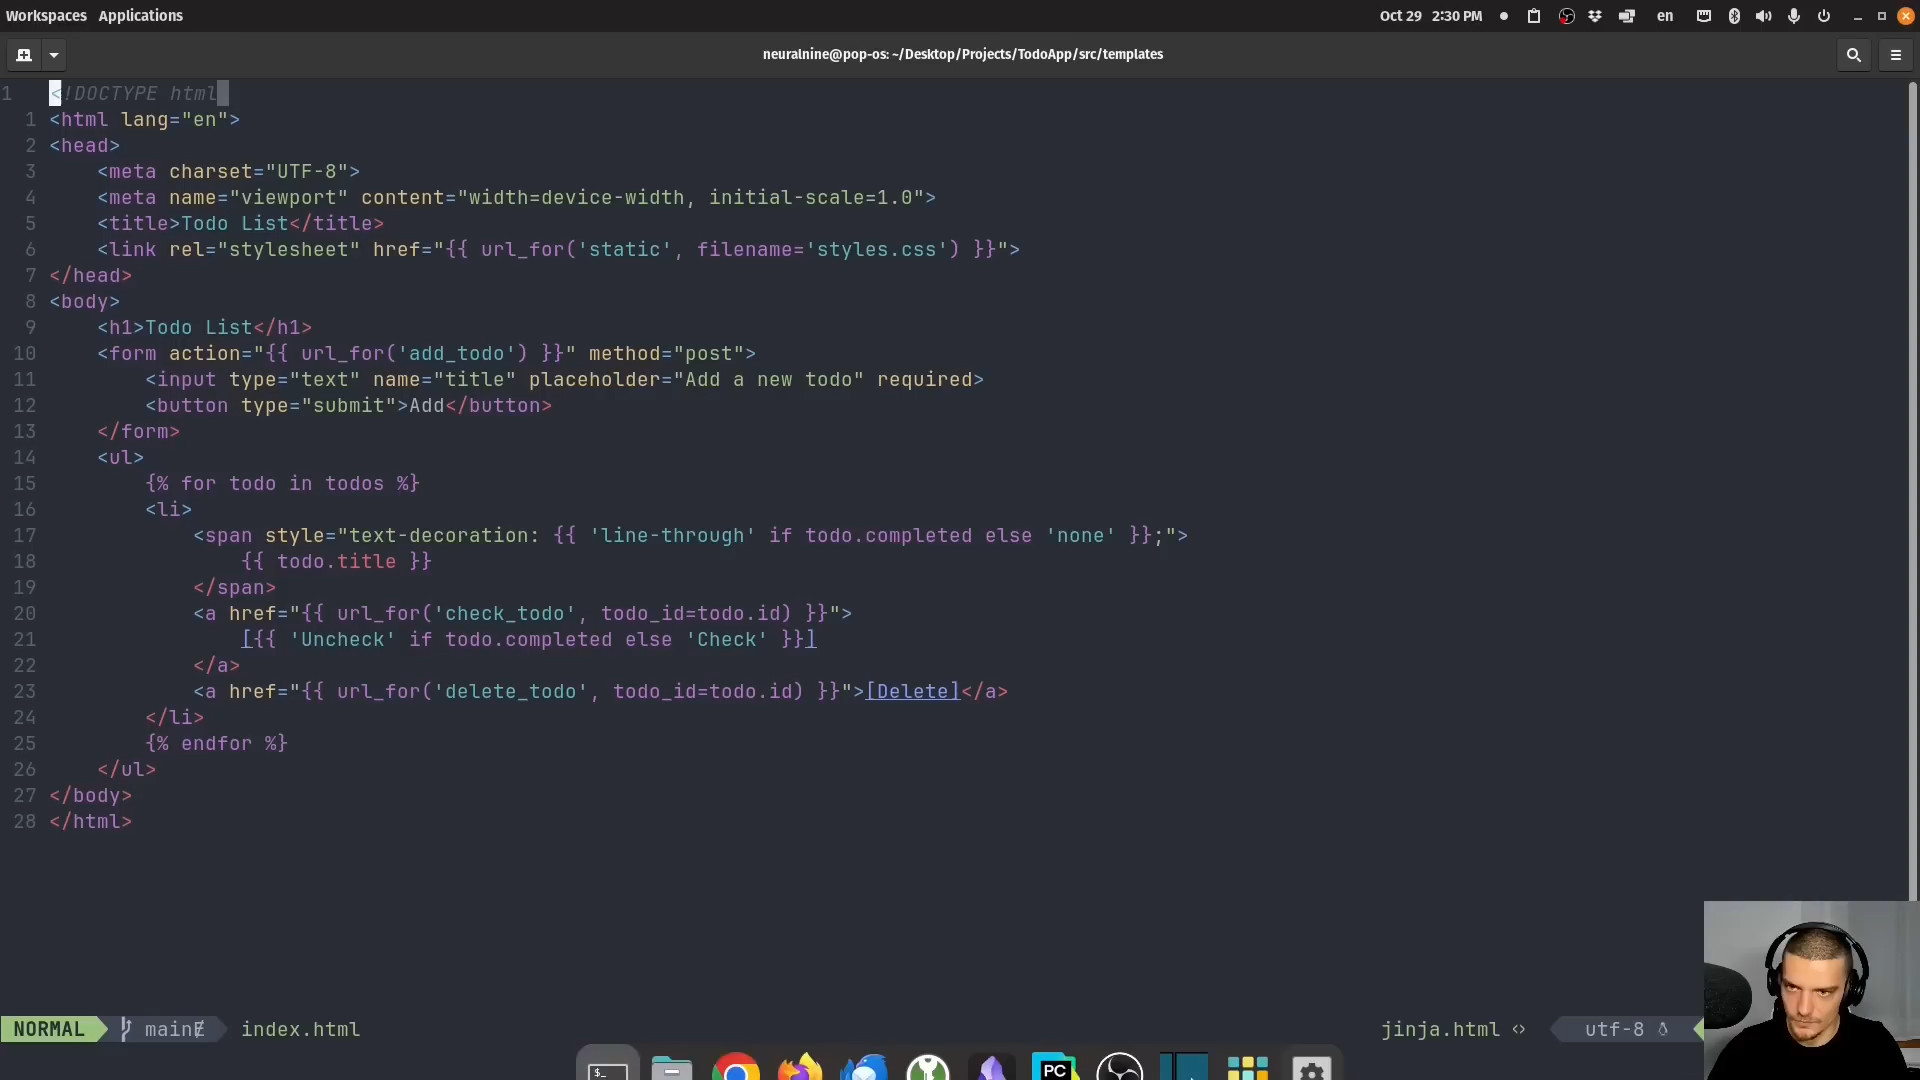 Workspaces Applications Oct 29 2:30 PM en
neuralnine@pop-os: ~/Desktop/Projects/TodoApp/src/templates
1 <!DOCTYPE html
1 <html lang="en">
2 <head>
3     <meta charset="UTF-8">
4     <meta name="viewport" content="width=device-width, initial-scale=1.0">
5     <title>Todo List</title>
6     <link rel="stylesheet" href="{{ url_for('static', filename='styles.css') }}">
7 </head>
8 <body>
9     <h1>Todo List</h1>
10     <form action="{{ url_for('add_todo') }}" method="post">
11         <input type="text" name="title" placeholder="Add a new todo" required>
12         <button type="submit">Add</button>
13     </form>
14     <ul>
15         {% for todo in todos %}
16         <li>
17             <span style="text-decoration: {{ 'line-through' if todo.completed else 'none' }};">
18                 {{ todo.title }}
19             </span>
20             <a href="{{ url_for('check_todo', todo_id=todo.id) }}">
21                 [{{ 'Uncheck' if todo.completed else 'Check' }}]
22             </a>
23             <a href="{{ url_for('delete_todo', todo_id=todo.id) }}">[Delete]</a>
24         </li>
25         {% endfor %}
26     </ul>
27 </body>
28 </html>
NORMAL main index.html jinja.html <> utf-8
$_ PC